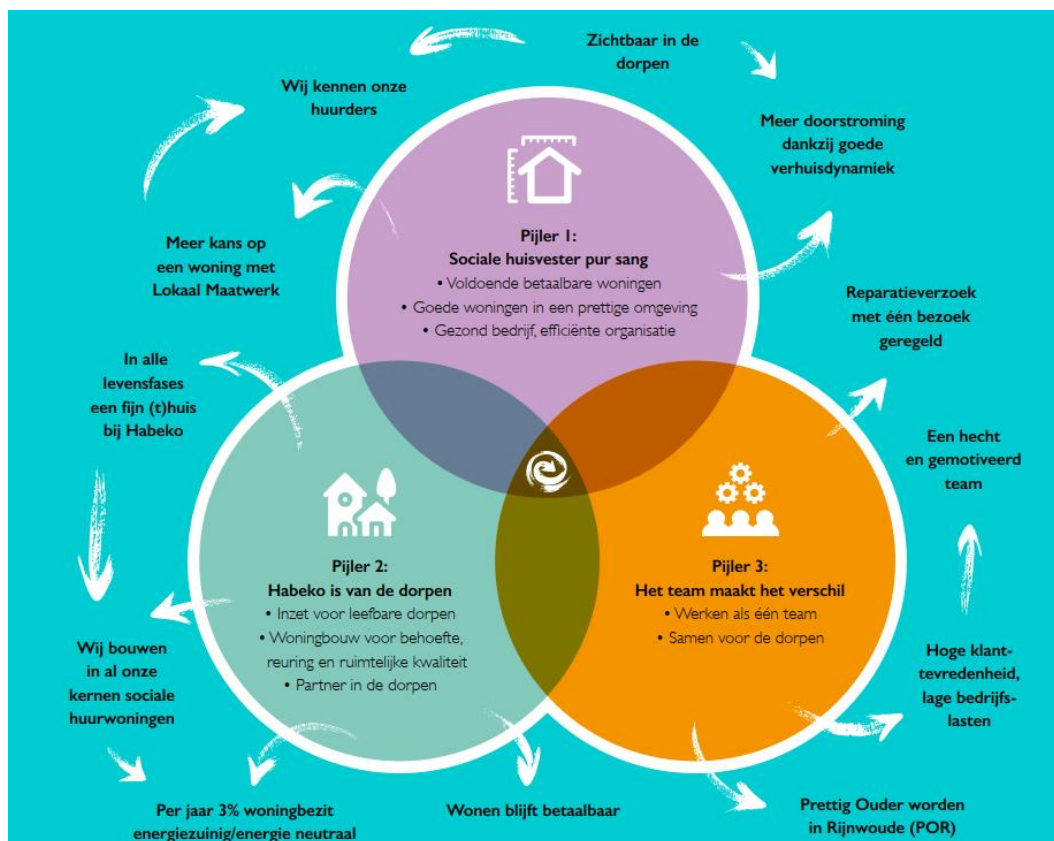 Zichtbaar in de
dorpen
Wij kennen onze
huurders
Meer doorstroming
dankzij goede
verhuisdynamiek
Meer kans op
een woning met
Lokaal Maatwerk
Pijler 1:
Sociale huisvester pur sang
• Voldoende betaalbare woningen
• Goede woningen in een prettige omgeving
• Gezond bedrijf, efficiënte organisatie
Reparatieverzoek
met één bezoek
geregeld
In alle
levensfases
een fijn (t)huis
bij Habeko
Een hecht
en gemotiveerd
team
Pijler 2:
Habeko is van de dorpen
• Inzet voor leefbare dorpen
• Woningbouw voor behoefte,
reuring en ruimtelijke kwaliteit
• Partner in de dorpen
Pijler 3:
Het team maakt het verschil
• Werken als één team
• Samen voor de dorpen
Wij bouwen
in al onze
kernen sociale
huurwoningen
Hoge klant-
tevredenheid,
lage bedrijfs-
lasten
Per jaar 3% woningbezit
energiezuinig/energie neutraal
Wonen blijft betaalbaar
Prettig Ouder worden
in Rijnwoude (POR)